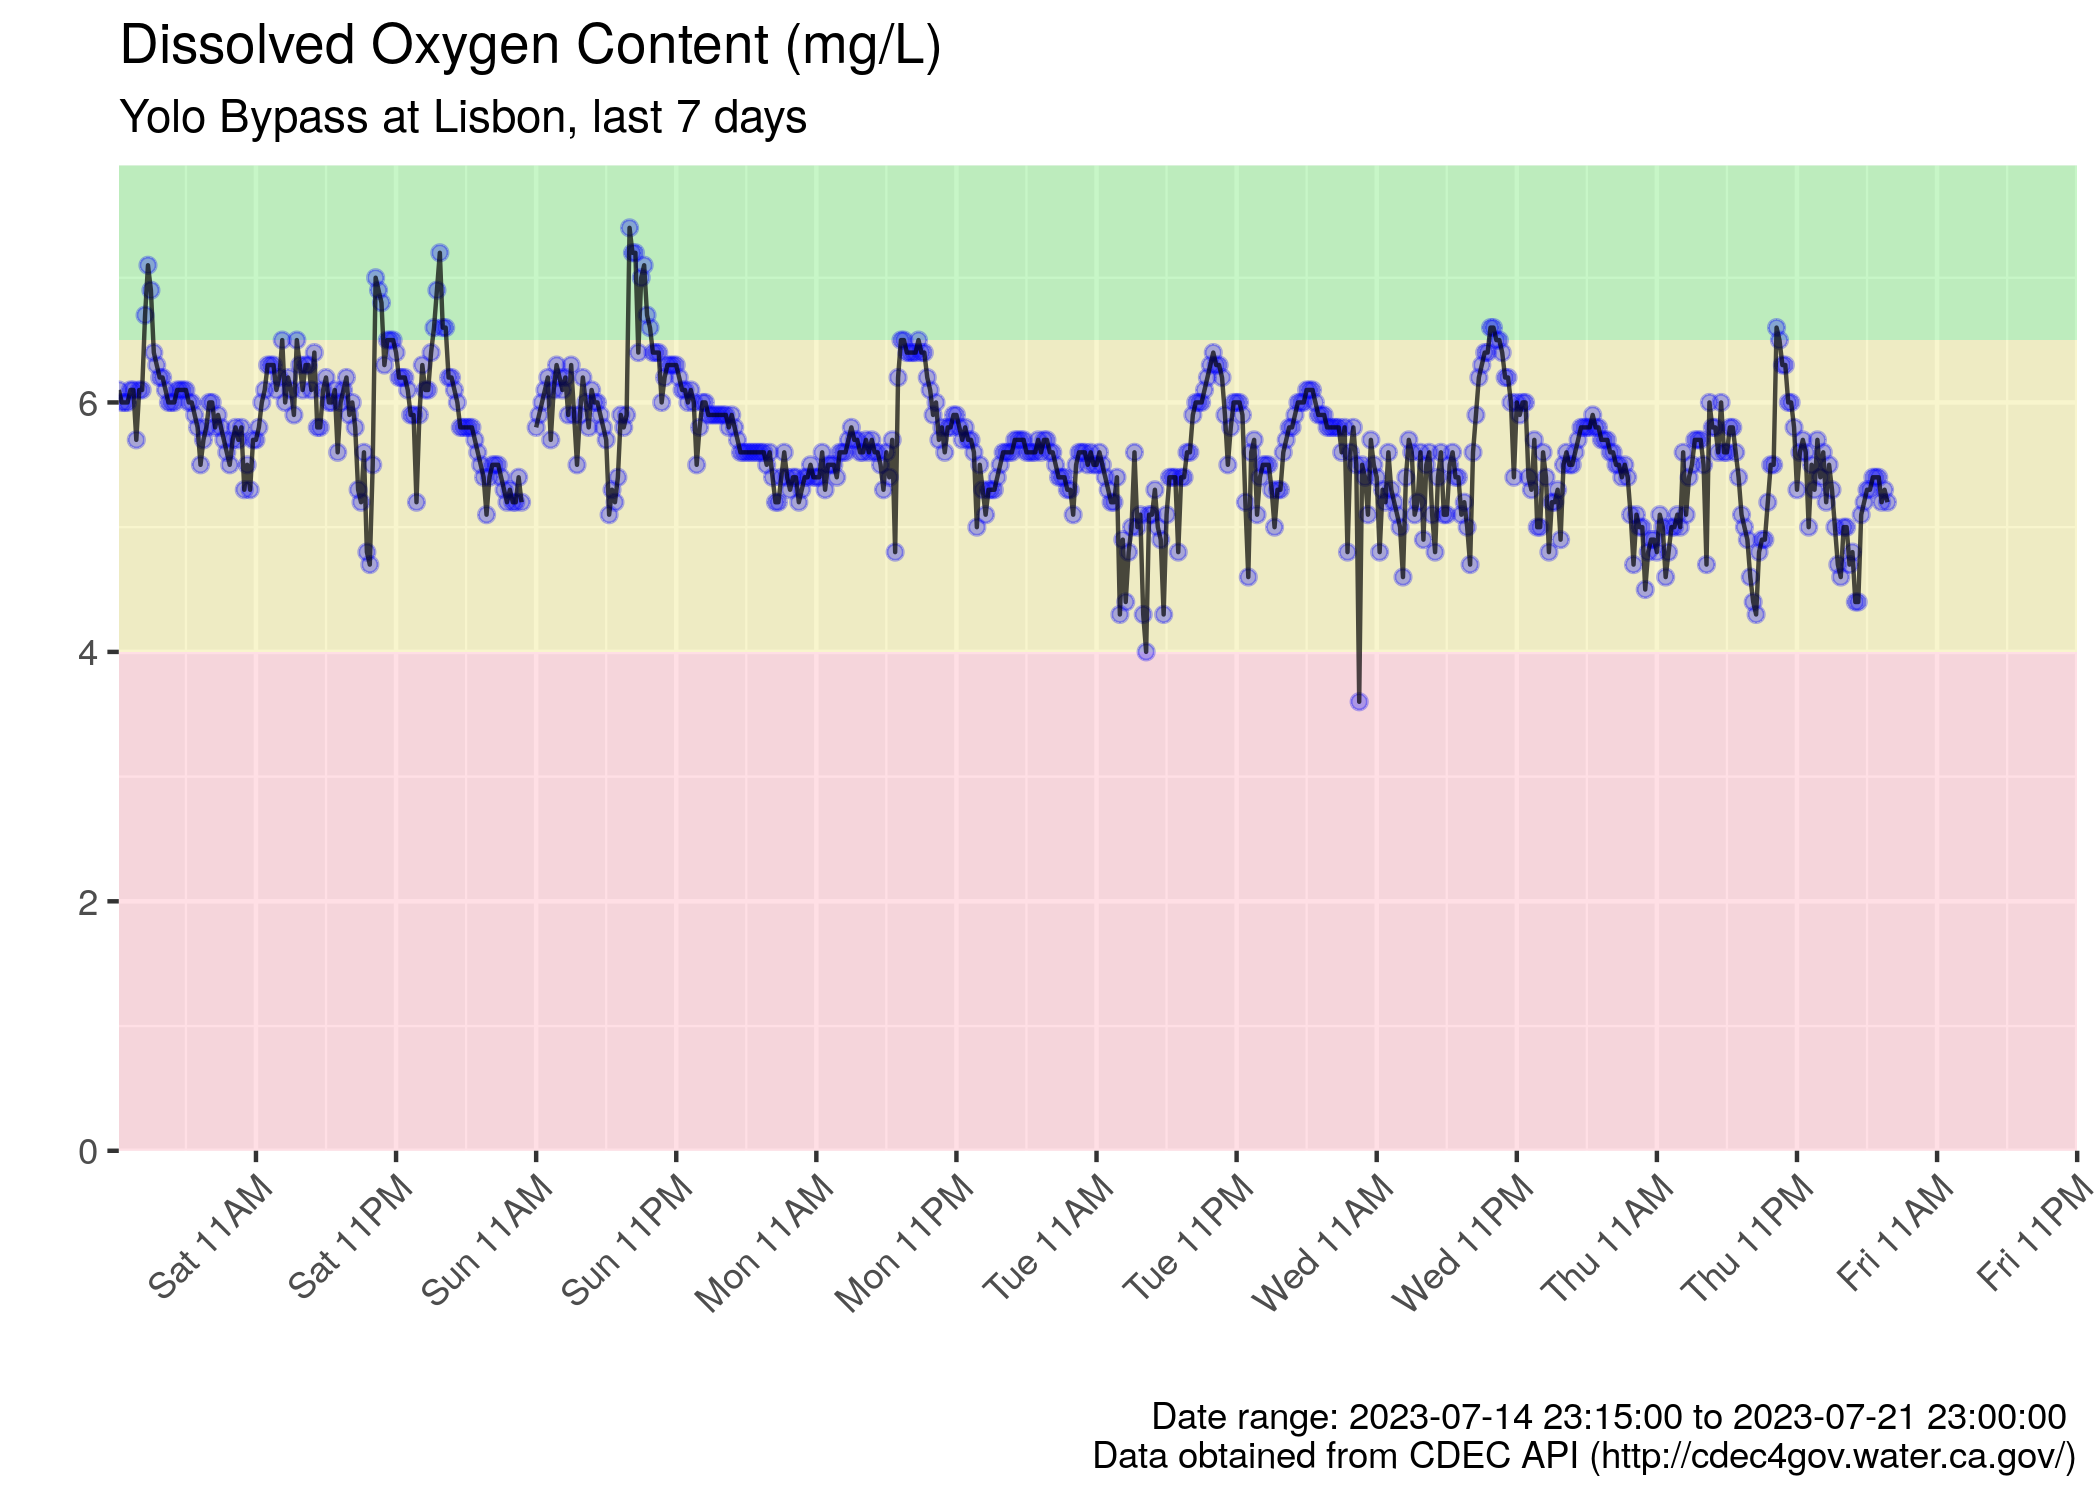 Dissolved Oxygen Content (mg/L)
Yolo Bypass at Lisbon, last 7 days
6
4
2
0
Sat 11AM
Sat 11PM
Sun 11AM
Sun 11PM
Mon 11AM
Mon 11PM
Tue 11AM
Tue 11PM
Wed 11AM
Wed 11PM
Thu 11AM
Thu 11PM
Fri 11AM
Fri 11PM
Date range: 2023-07-14 23:15:00 to 2023-07-21 23:00:00
Data obtained from CDEC API (http://cdec4gov.water.ca.gov/)